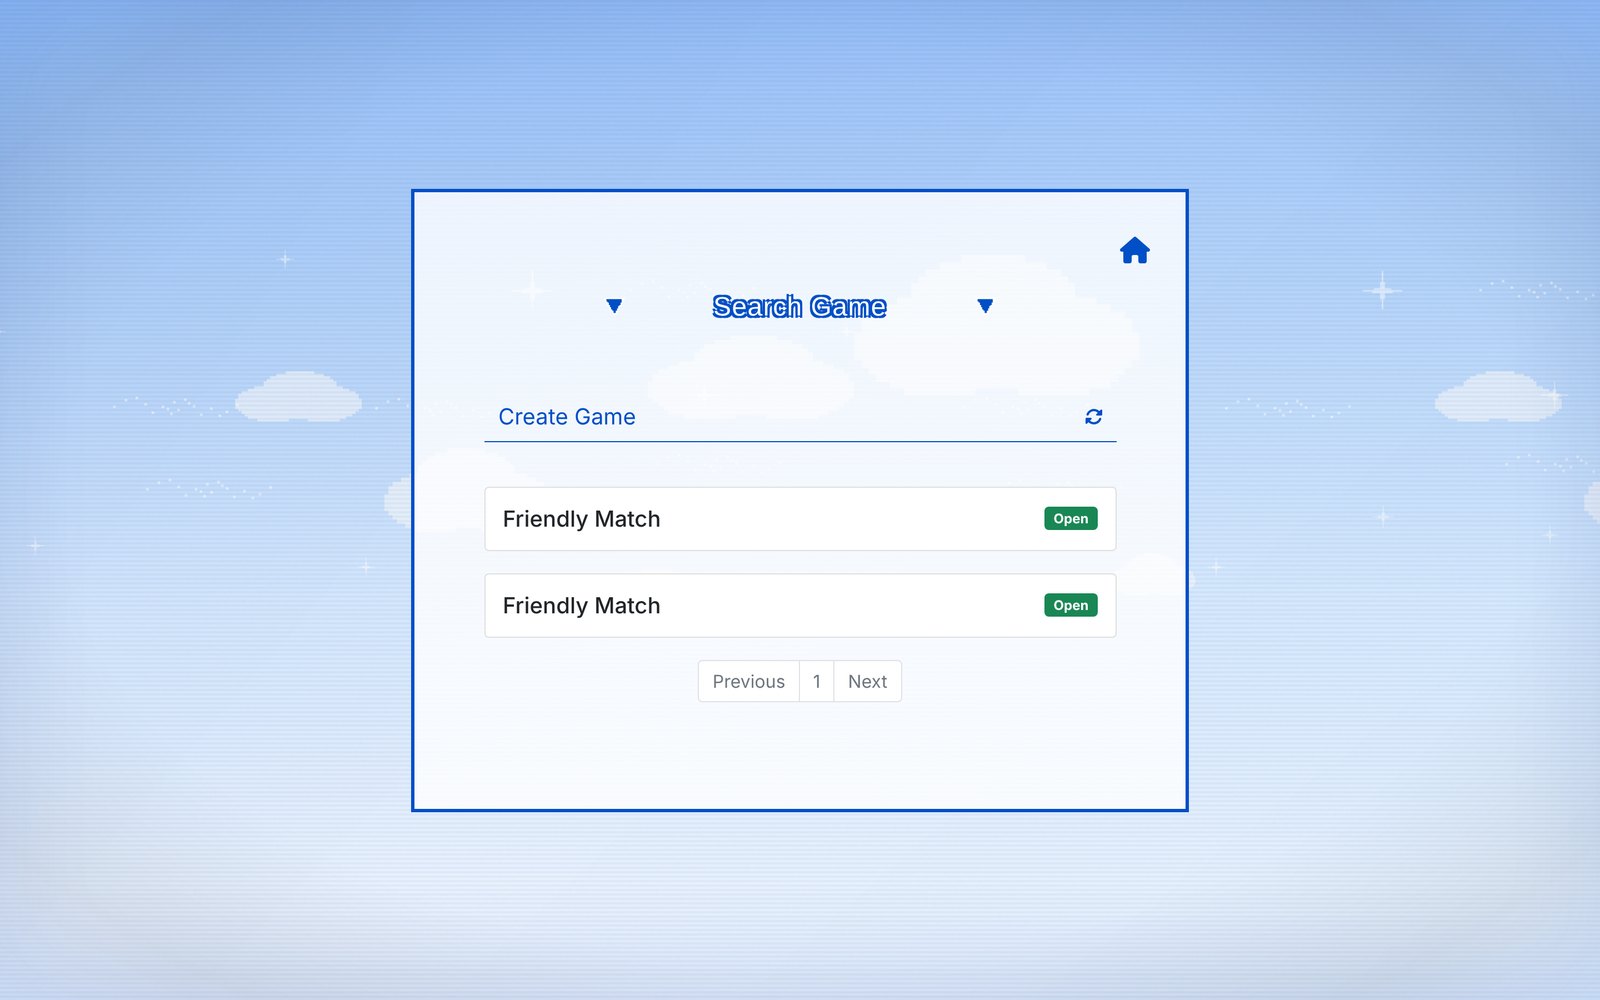 Search Game
Create Game
Friendly Match Open
Friendly Match Open
Previous 1 Next